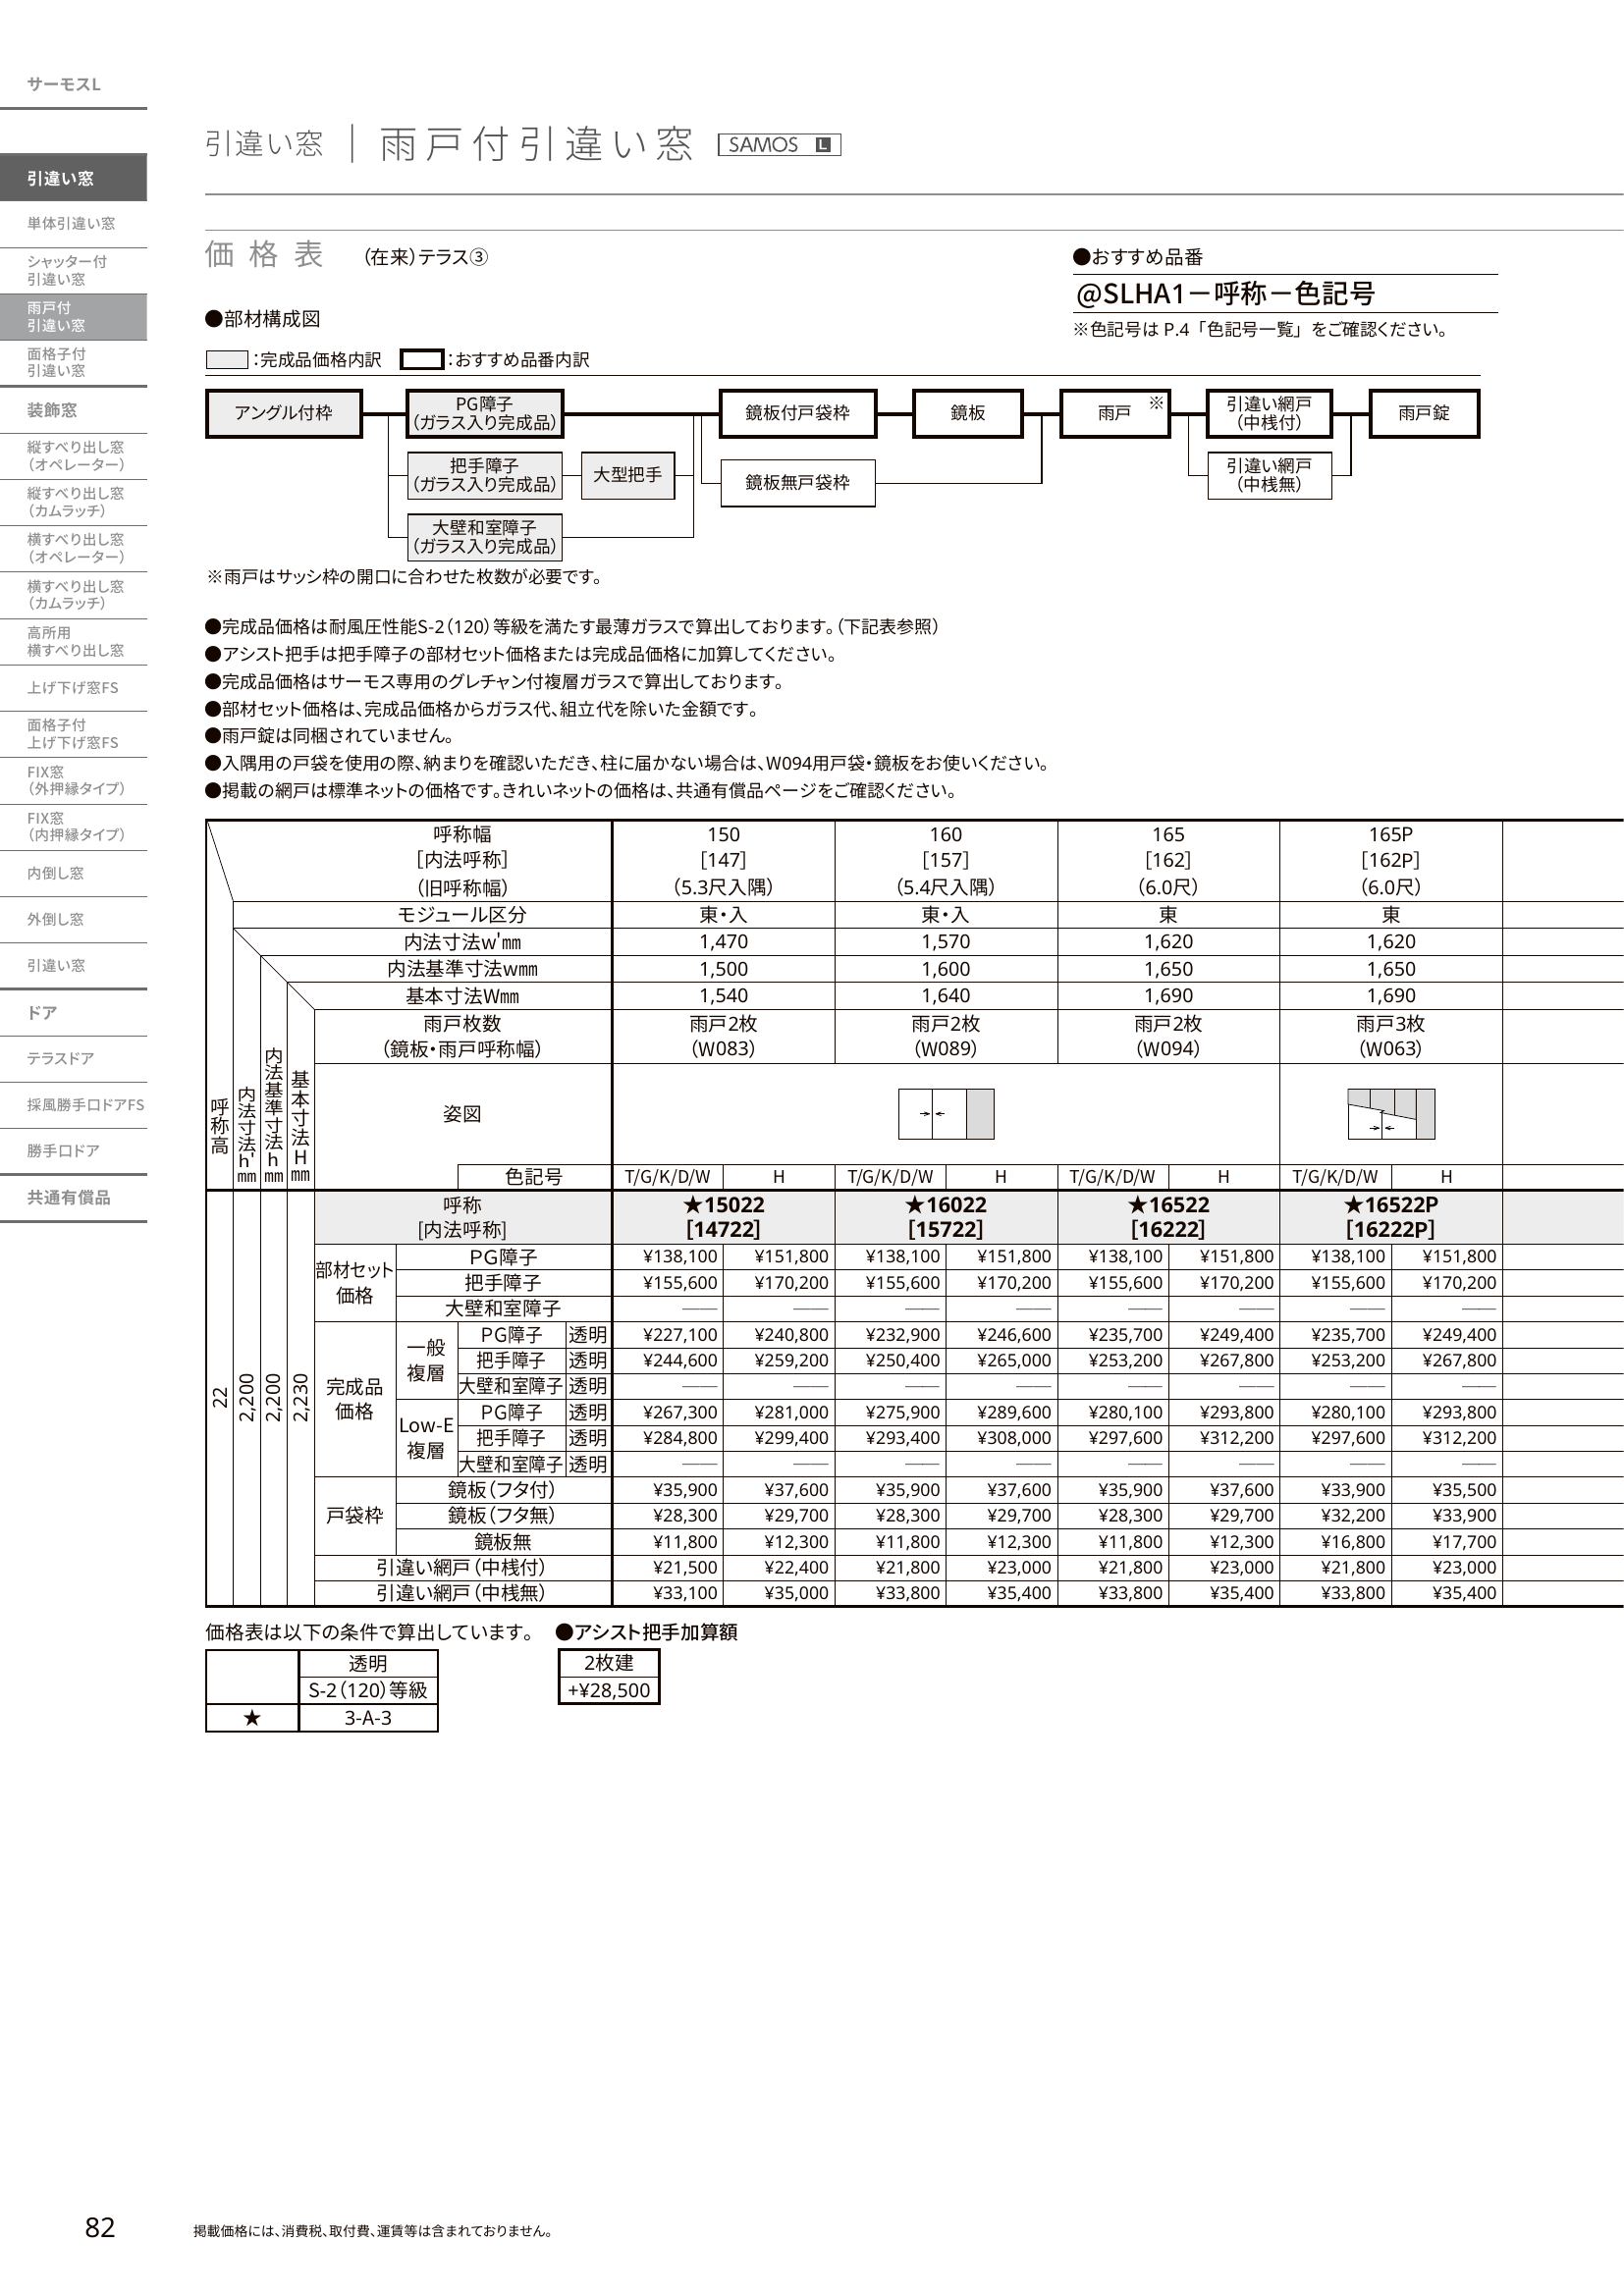 サーモスL
引違い窓
単体引違い窓
シャッター付
引違い窓
雨戸付
引違い窓
面格子付
引違い窓
装飾窓
縦すべり出し窓
（オペレーター）
縦すべり出し窓
（カムラッチ）
横すべり出し窓
（オペレーター）
横すべり出し窓
（カムラッチ）
高所用
横すべり出し窓
上げ下げ窓FS
面格子付
上げ下げ窓FS
FIX窓
（外押縁タイプ）
FIX窓
（内押縁タイプ）
内倒し窓
外倒し窓
引違い窓
ドア
テラスドア
採風勝手口ドアFS
勝手口ドア
共通有償品
引違い窓｜雨戸付引違い窓 SAMOS L
価格表 （在来）テラス③
●おすすめ品番
@SLHA1－呼称－色記号
※色記号は P.4「色記号一覧」をご確認ください。
●部材構成図
：完成品価格内訳 ：おすすめ品番内訳
アングル付枠
PG障子
（ガラス入り完成品）
鏡板付戸袋枠
鏡板
雨戸 ※
引違い網戸
（中桟付）
雨戸錠
把手障子
（ガラス入り完成品）
大型把手
鏡板無戸袋枠
引違い網戸
（中桟無）
大壁和室障子
（ガラス入り完成品）
※雨戸はサッシ枠の開口に合わせた枚数が必要です。
●完成品価格は耐風圧性能S-2（120）等級を満たす最薄ガラスで算出しております。（下記表参照）
●アシスト把手は把手障子の部材セット価格または完成品価格に加算してください。
●完成品価格はサーモス専用のグレチャン付複層ガラスで算出しております。
●部材セット価格は、完成品価格からガラス代、組立代を除いた金額です。
●雨戸錠は同梱されていません。
●入隅用の戸袋を使用の際、納まりを確認いただき、柱に届かない場合は、W094用戸袋・鏡板をお使いください。
●掲載の網戸は標準ネットの価格です。きれいネットの価格は、共通有償品ページをご確認ください。
呼称幅 150 160 165 165P
［内法呼称］ ［147］ ［157］ ［162］ ［162P］
（旧呼称幅） （5.3尺入隅） （5.4尺入隅） （6.0尺） （6.0尺）
モジュール区分 東・入 東・入 東 東
内法寸法w'㎜ 1,470 1,570 1,620 1,620
内法基準寸法w㎜ 1,500 1,600 1,650 1,650
基本寸法W㎜ 1,540 1,640 1,690 1,690
雨戸枚数 雨戸2枚 雨戸2枚 雨戸2枚 雨戸3枚
（鏡板・雨戸呼称幅） （W083） （W089） （W094） （W063）
呼称高
内法寸法h'㎜
内法基準寸法h㎜
基本寸法H㎜
姿図
色記号 T/G/K/D/W H T/G/K/D/W H T/G/K/D/W H T/G/K/D/W H
呼称 ★15022 ★16022 ★16522 ★16522P
[内法呼称] [14722] [15722] [16222] [16222P]
22 2,200 2,200 2,230
部材セット
価格
PG障子 ¥138,100 ¥151,800 ¥138,100 ¥151,800 ¥138,100 ¥151,800 ¥138,100 ¥151,800
把手障子 ¥155,600 ¥170,200 ¥155,600 ¥170,200 ¥155,600 ¥170,200 ¥155,600 ¥170,200
大壁和室障子 —— —— —— —— —— —— —— ——
完成品
価格
一般
複層
PG障子 透明 ¥227,100 ¥240,800 ¥232,900 ¥246,600 ¥235,700 ¥249,400 ¥235,700 ¥249,400
把手障子 透明 ¥244,600 ¥259,200 ¥250,400 ¥265,000 ¥253,200 ¥267,800 ¥253,200 ¥267,800
大壁和室障子 透明 —— —— —— —— —— —— —— ——
Low-E
複層
PG障子 透明 ¥267,300 ¥281,000 ¥275,900 ¥289,600 ¥280,100 ¥293,800 ¥280,100 ¥293,800
把手障子 透明 ¥284,800 ¥299,400 ¥293,400 ¥308,000 ¥297,600 ¥312,200 ¥297,600 ¥312,200
大壁和室障子 透明 —— —— —— —— —— —— —— ——
戸袋枠
鏡板（フタ付） ¥35,900 ¥37,600 ¥35,900 ¥37,600 ¥35,900 ¥37,600 ¥33,900 ¥35,500
鏡板（フタ無） ¥28,300 ¥29,700 ¥28,300 ¥29,700 ¥28,300 ¥29,700 ¥32,200 ¥33,900
鏡板無 ¥11,800 ¥12,300 ¥11,800 ¥12,300 ¥11,800 ¥12,300 ¥16,800 ¥17,700
引違い網戸（中桟付） ¥21,500 ¥22,400 ¥21,800 ¥23,000 ¥21,800 ¥23,000 ¥21,800 ¥23,000
引違い網戸（中桟無） ¥33,100 ¥35,000 ¥33,800 ¥35,400 ¥33,800 ¥35,400 ¥33,800 ¥35,400
価格表は以下の条件で算出しています。 ●アシスト把手加算額
透明
S-2（120）等級
★ 3-A-3
2枚建
+¥28,500
82
掲載価格には、消費税、取付費、運賃等は含まれておりません。